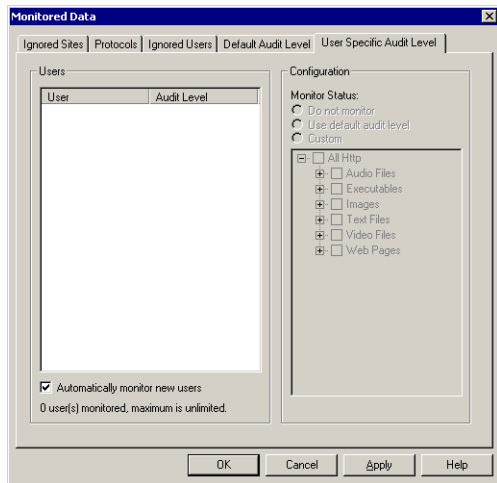 Monitored Data
Ignored Sites Protocols Ignored Users Default Audit Level User Specific Audit Level
Users
User Audit Level
Automatically monitor new users
0 user(s) monitored, maximum is unlimited.
Configuration
Monitor Status:
Do not monitor
Use default audit level
Custom
All Http
Audio Files
Executables
Images
Text Files
Video Files
Web Pages
OK Cancel Apply Help